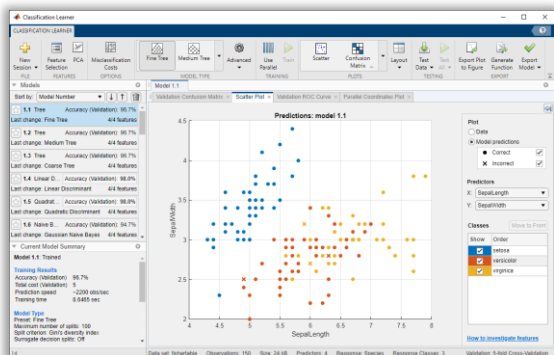 Classification Learner
CLASSIFICATION LEARNER
New Session
Feature Selection
PCA
Misclassification Costs
Fine Tree
Medium Tree
Advanced
Use Parallel
Train
Scatter
Confusion Matrix ...
Layout
Test Data
Test All
Export Plot to Figure
Generate Function
Export Model
FILE
FEATURES
OPTIONS
MODEL TYPE
TRAINING
PLOTS
TESTING
EXPORT
Models
Sort by: Model Number
1.1 Tree Accuracy (Validation) 96.7%
Last change: Fine Tree 4/4 features
1.2 Tree Accuracy (Validation) 96.7%
Last change: Medium Tree 4/4 features
1.3 Tree Accuracy (Validation) 96.7%
Last change: Coarse Tree 4/4 features
1.4 Linear D... Accuracy (Validation) 98.0%
Last change: Linear Discriminant 4/4 features
1.5 Quadrat... Accuracy (Validation) 98.0%
Last change: Quadratic Discriminant 4/4 features
1.6 Naive B... Accuracy (Validation) 94.7%
Last change: Gaussian Naive Bayes 4/4 features
Current Model Summary
Model 1.1: Trained
Training Results
Accuracy (Validation) 96.7%
Total cost (Validation) 5
Prediction speed ~2200 obs/sec
Training time 8.6465 sec
Model Type
Preset: Fine Tree
Maximum number of splits: 100
Split criterion: Gini's diversity index
Surrogate decision splits: Off
Model 1.1
Validation Confusion Matrix
Scatter Plot
Validation ROC Curve
Parallel Coordinates Plot
Predictions: model 1.1
4.5
4
3.5
3
2.5
2
SepalWidth
4 4.5 5 5.5 6 6.5 7 7.5 8
SepalLength
Plot
Data
Model predictions
Correct
Incorrect
Predictors
X: SepalLength
Y: SepalWidth
Classes
Move to Front
Show Order
setosa
versicolor
virginica
How to investigate features
Data set: fishertable Observations: 150 Size: 24 kB Predictors: 4 Response: Species Response Classes: 3 Validation: 5-fold Cross-Validation